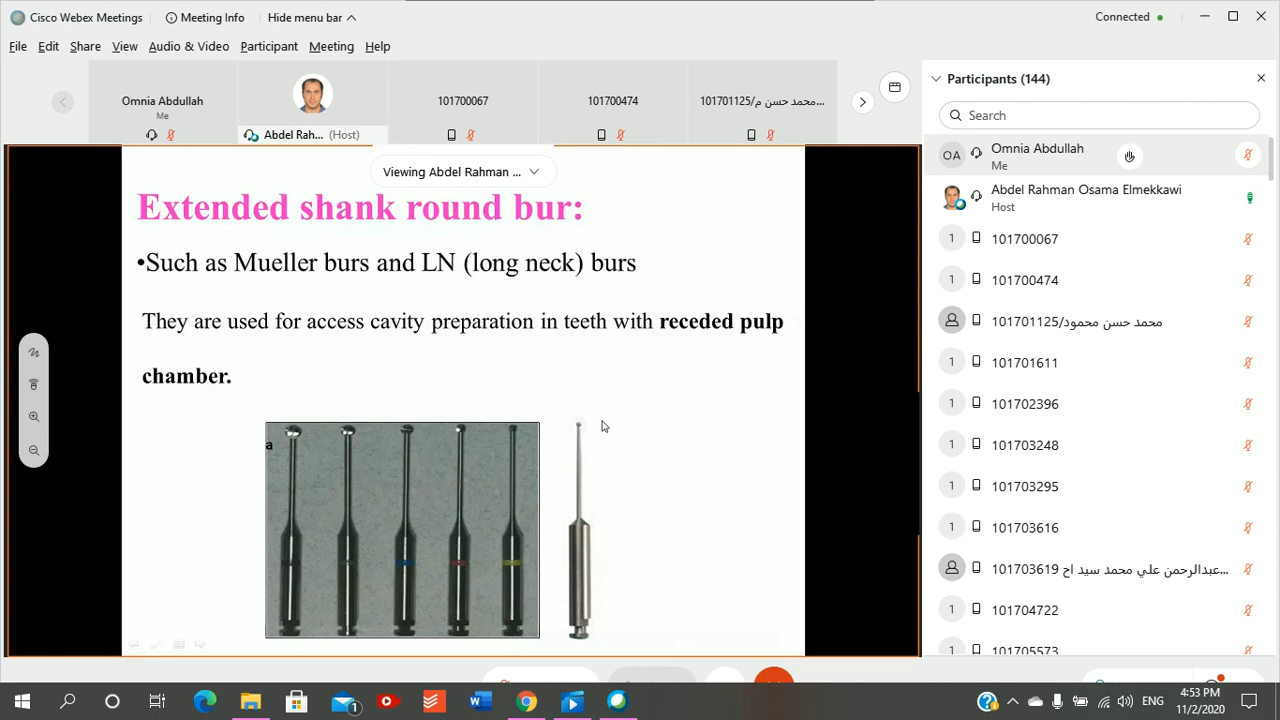 Cisco Webex Meetings
Meeting Info
Hide menu bar
Connected
File Edit Share View Audio & Video Participant Meeting Help
Omnia Abdullah
Me
Abdel Rah... (Host)
101700067
101700474
محمد حسن م/101701125...
Viewing Abdel Rahman ...
Extended shank round bur:
•Such as Mueller burs and LN (long neck) burs
They are used for access cavity preparation in teeth with receded pulp
chamber.
a
Participants (144)
Search
OA Omnia Abdullah
Me
Abdel Rahman Osama Elmekkawi
Host
1 101700067
1 101700474
محمد حسن محمود/101701125
1 101701611
1 101702396
1 101703248
1 101703295
1 101703616
عبدالرحمن علي محمد سيد اح 101703619...
1 101704722
1 101705573
1
ENG
4:53 PM
11/2/2020